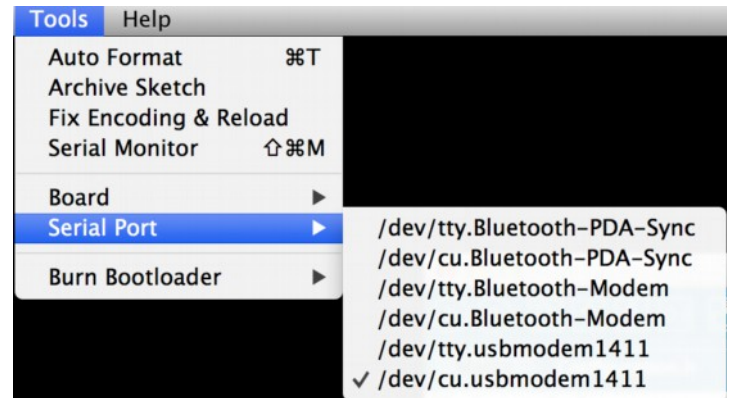 Tools Help
Auto Format ⌘T
Archive Sketch
Fix Encoding & Reload
Serial Monitor ⇧⌘M
Board ▶
Serial Port ▶
Burn Bootloader ▶
/dev/tty.Bluetooth-PDA-Sync
/dev/cu.Bluetooth-PDA-Sync
/dev/tty.Bluetooth-Modem
/dev/cu.Bluetooth-Modem
/dev/tty.usbmodem1411
✓ /dev/cu.usbmodem1411